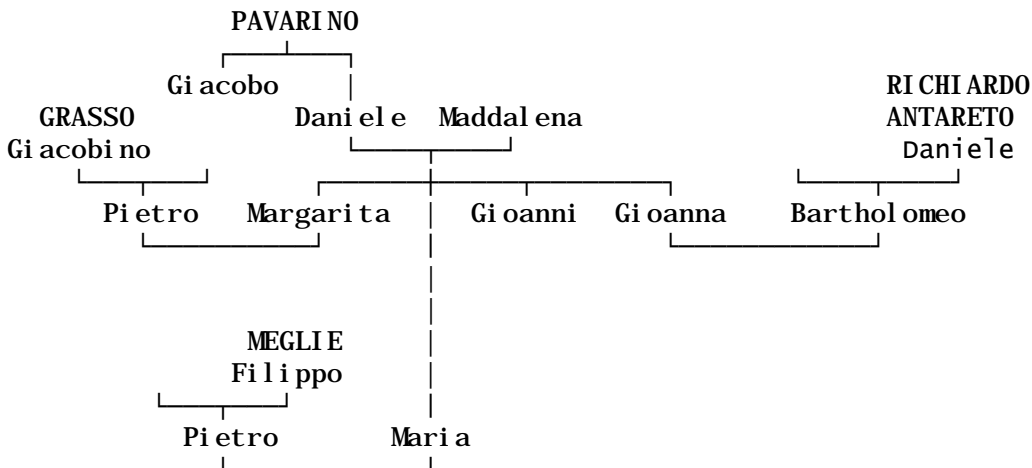 PAVARINO
Giacobo RICHIARDO
GRASSO Daniele Maddalena ANTARETO
Giacobino Daniele
Pietro Margarita Gioanni Gioanna Bartholomeo
MEGLIE
Filippo
Pietro Maria